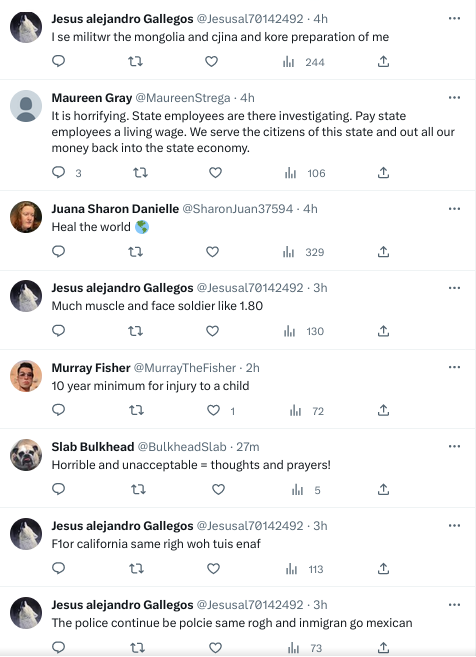 Jesus alejandro Gallegos @Jesusal70142492 · 4h
I se militwr the mongolia and cjina and kore preparation of me
244
Maureen Gray @MaureenStrega · 4h
It is horrifying. State employees are there investigating. Pay state
employees a living wage. We serve the citizens of this state and out all our
money back into the state economy.
3 106
Juana Sharon Danielle @SharonJuan37594 · 4h
Heal the world 🌎
329
Jesus alejandro Gallegos @Jesusal70142492 · 3h
Much muscle and face soldier like 1.80
130
Murray Fisher @MurrayTheFisher · 2h
10 year minimum for injury to a child
1 72
Slab Bulkhead @BulkheadSlab · 27m
Horrible and unacceptable = thoughts and prayers!
5
Jesus alejandro Gallegos @Jesusal70142492 · 3h
F1or california same righ woh tuis enaf
113
Jesus alejandro Gallegos @Jesusal70142492 · 3h
The police continue be polcie same rogh and inmigran go mexican
73